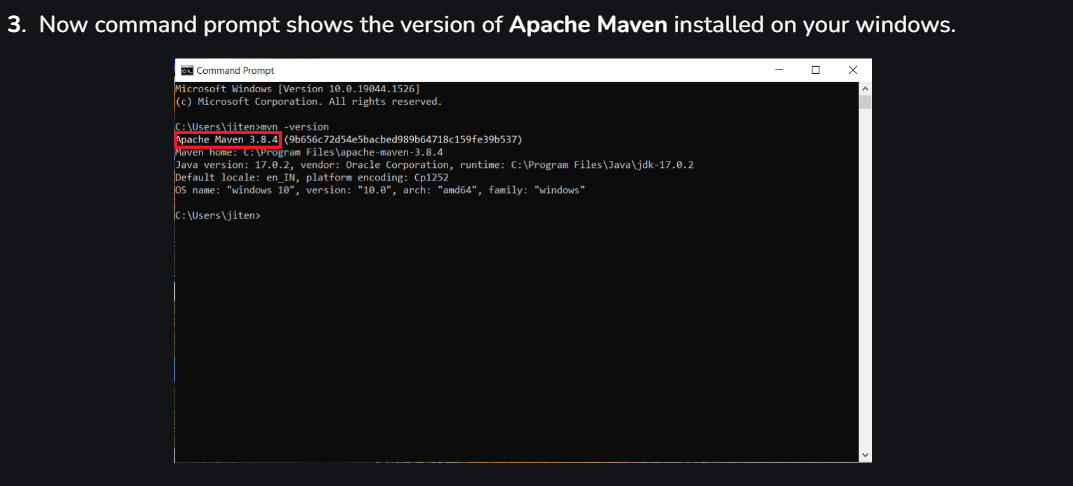 3. Now command prompt shows the version of Apache Maven installed on your windows.
Command Prompt
Microsoft Windows [Version 10.0.19044.1526]
(c) Microsoft Corporation. All rights reserved.
C:\Users\jiten>mvn -version
Apache Maven 3.8.4 (9b656c72d54e5bacbed989b64718c159fe39b537)
Maven home: C:\Program Files\apache-maven-3.8.4
Java version: 17.0.2, vendor: Oracle Corporation, runtime: C:\Program Files\Java\jdk-17.0.2
Default locale: en_IN, platform encoding: Cp1252
OS name: "windows 10", version: "10.0", arch: "amd64", family: "windows"
C:\Users\jiten>